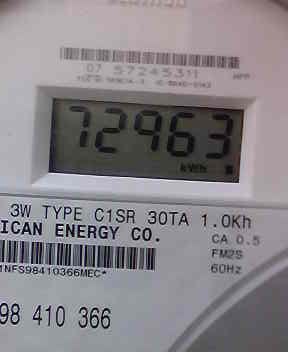 07 57245311
72963
kWh
3W TYPE C1SR 30TA 1.0Kh
ICAN ENERGY CO.
CA 0.5
FM2S
60Hz
1NFS98410366MEC*
98 410 366